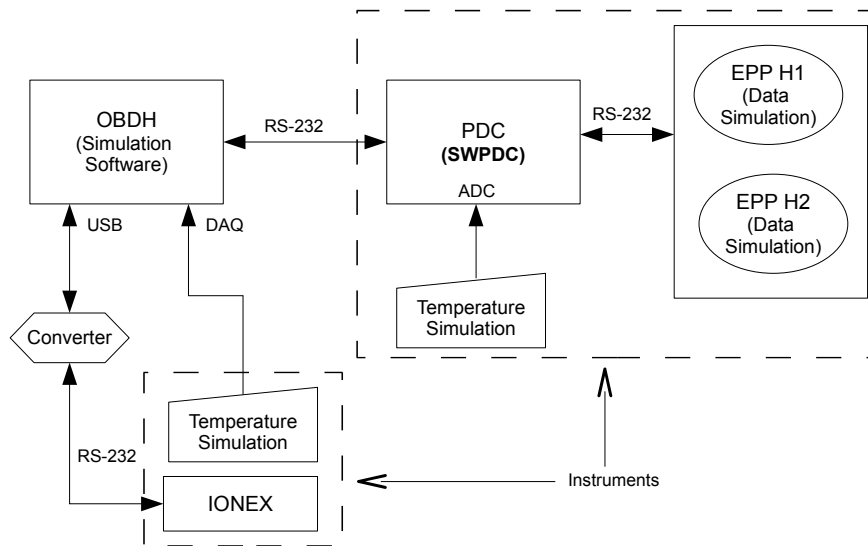 OBDH
(Simulation
Software)
RS-232
PDC
(SWPDC)
ADC
RS-232
EPP H1
(Data
Simulation)
EPP H2
(Data
Simulation)
USB
DAQ
Temperature
Simulation
Converter
Temperature
Simulation
RS-232
IONEX
Instruments